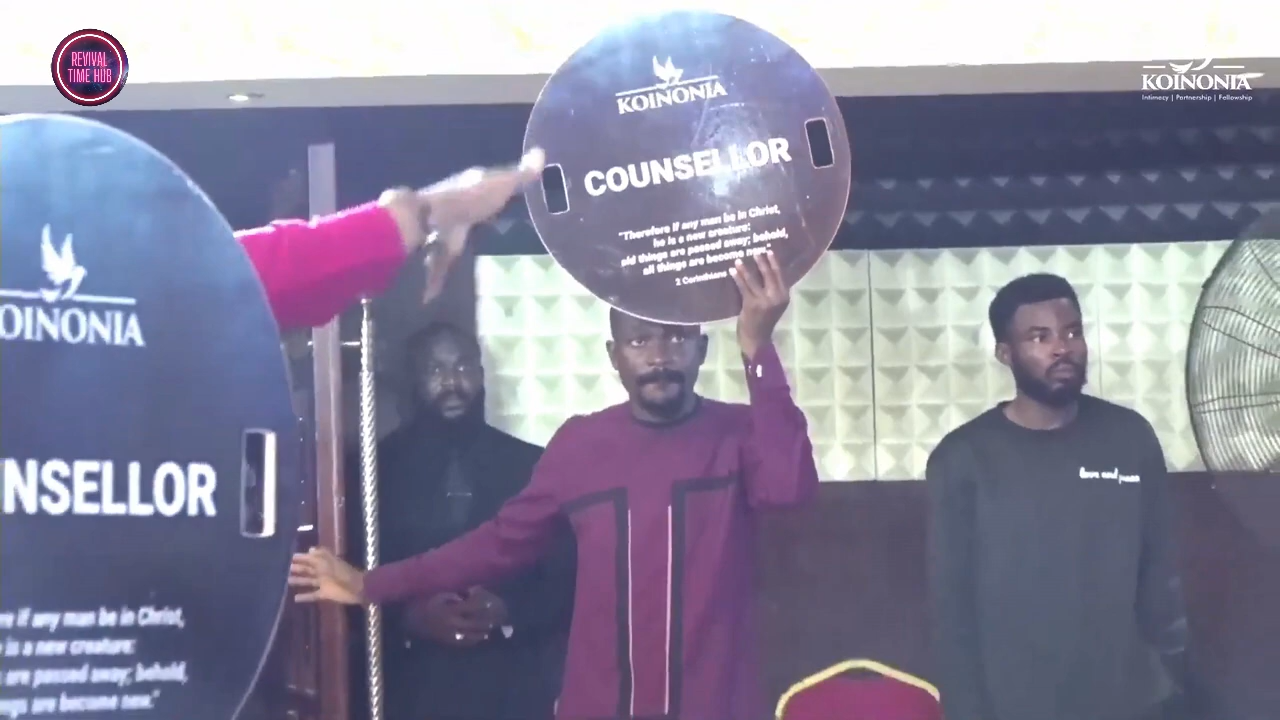 REVIVAL
TIME HUB
KOINONIA
Intimacy | Partnership | Fellowship
KOINONIA
COUNSELLOR
"Therefore if any man be in Christ,
he is a new creature:
old things are passed away; behold,
all things are become new."
2 Corinthians
OINONIA
NSELLOR
re if any man be in Christ,
is a new creature:
are passed away; behold,
ngs are become new."
love and peace